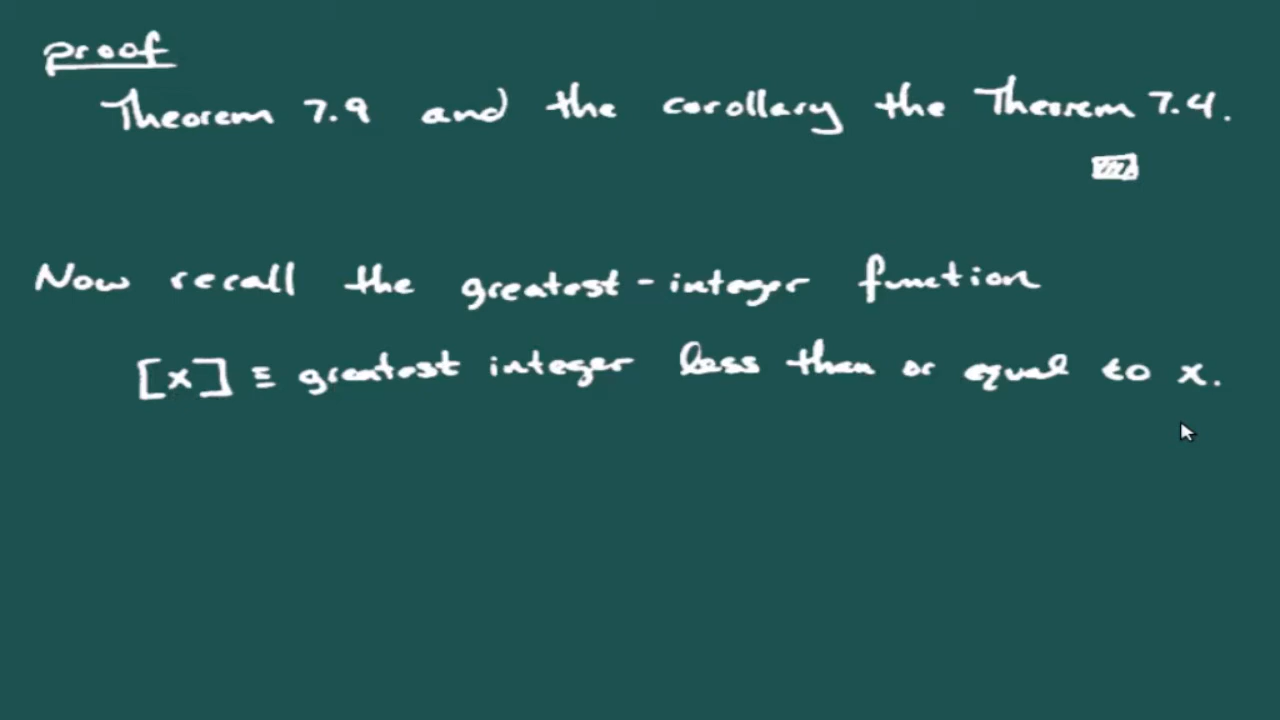 proof
Theorem 7.9 and the corollary the Theorem 7.4.
Now recall the greatest-integer function
[x] ≡ greatest integer less than or equal to x.